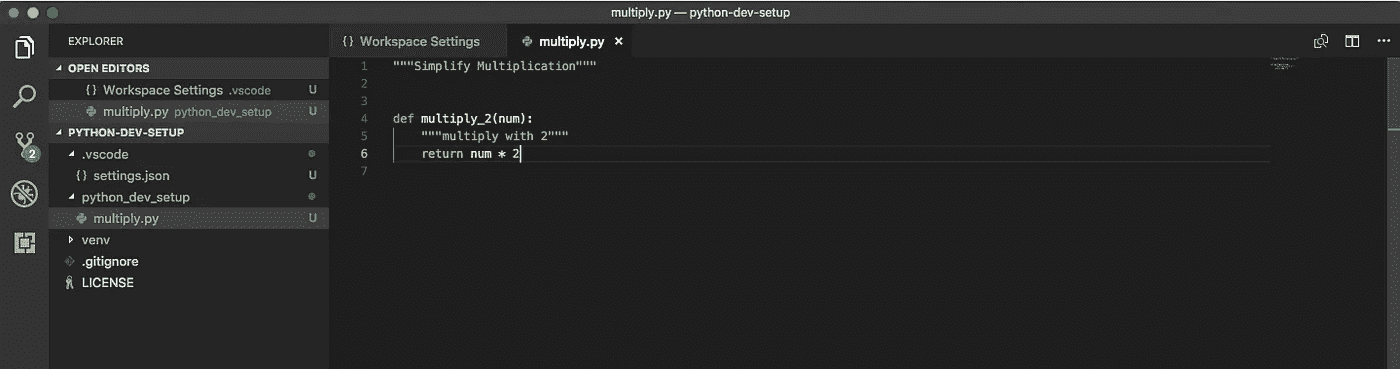 multiply.py — python-dev-setup
EXPLORER
OPEN EDITORS
{} Workspace Settings .vscode U
multiply.py python_dev_setup U
PYTHON-DEV-SETUP
.vscode
{} settings.json U
python_dev_setup
multiply.py U
venv
.gitignore
LICENSE
2
{} Workspace Settings
multiply.py ×
1 """Simplify Multiplication"""
2
3
4 def multiply_2(num):
5 """multiply with 2"""
6 return num * 2
7